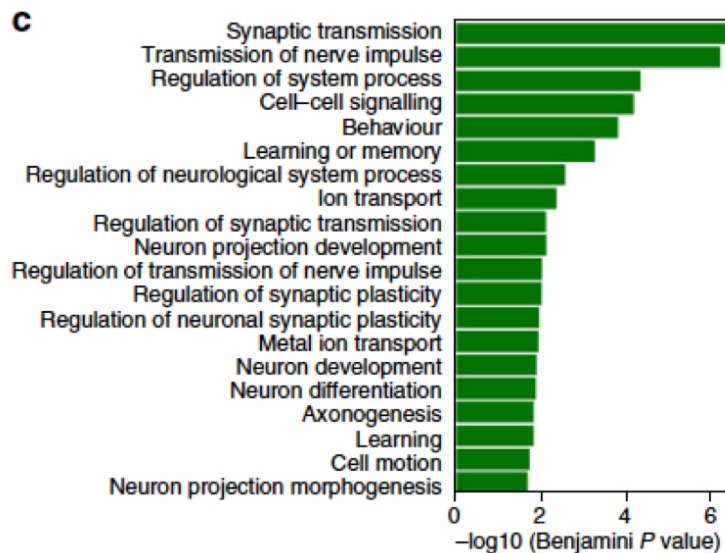 c
Synaptic transmission
Transmission of nerve impulse
Regulation of system process
Cell–cell signalling
Behaviour
Learning or memory
Regulation of neurological system process
Ion transport
Regulation of synaptic transmission
Neuron projection development
Regulation of transmission of nerve impulse
Regulation of synaptic plasticity
Regulation of neuronal synaptic plasticity
Metal ion transport
Neuron development
Neuron differentiation
Axonogenesis
Learning
Cell motion
Neuron projection morphogenesis
0 2 4 6
–log10 (Benjamini P value)